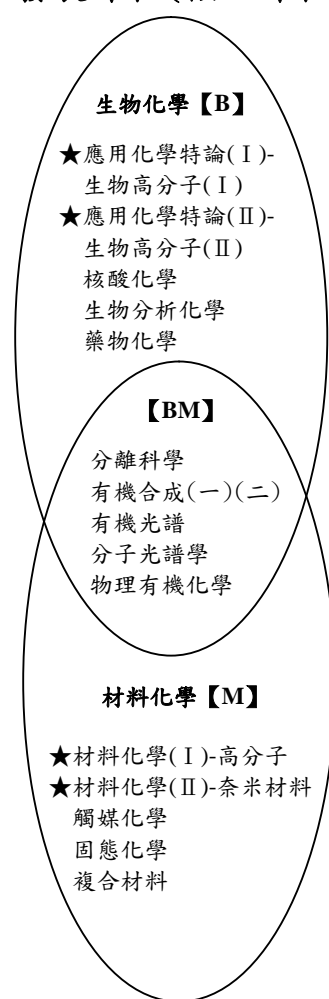 生物化學【B】
★應用化學特論(Ⅰ)-
生物高分子(Ⅰ)
★應用化學特論(Ⅱ)-
生物高分子(Ⅱ)
核酸化學
生物分析化學
藥物化學
【BM】
分離科學
有機合成(一)(二)
有機光譜
分子光譜學
物理有機化學
材料化學【M】
★材料化學(Ⅰ)-高分子
★材料化學(Ⅱ)-奈米材料
觸媒化學
固態化學
複合材料